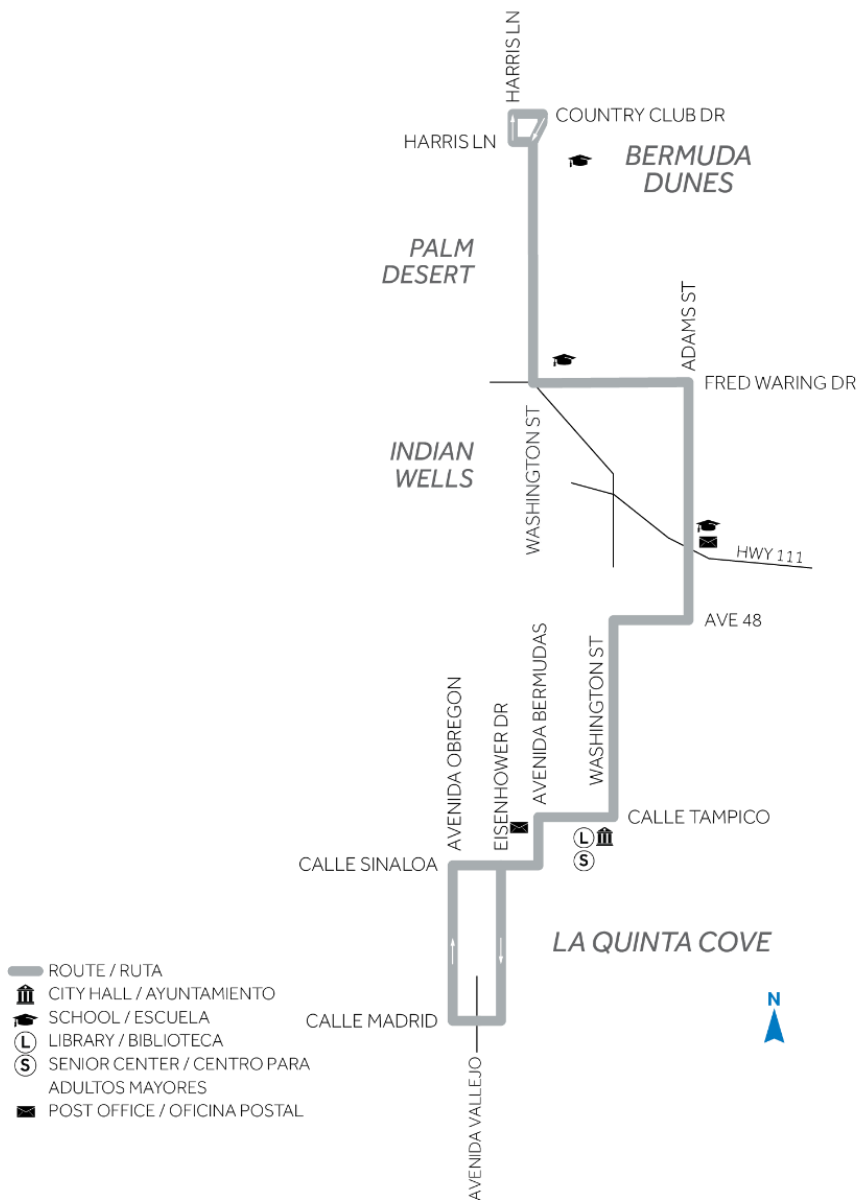 HARRIS LN
COUNTRY CLUB DR
HARRIS LN
BERMUDA
DUNES
PALM
DESERT
ADAMS ST
FRED WARING DR
WASHINGTON ST
INDIAN
WELLS
HWY 111
AVE 48
AVENIDA OBREGON
EISENHOWER DR
AVENIDA BERMUDAS
WASHINGTON ST
CALLE TAMPICO
L
S
CALLE SINALOA
LA QUINTA COVE
CALLE MADRID
AVENIDA VALLEJO
N
ROUTE / RUTA
CITY HALL / AYUNTAMIENTO
SCHOOL / ESCUELA
L LIBRARY / BIBLIOTECA
S SENIOR CENTER / CENTRO PARA
ADULTOS MAYORES
POST OFFICE / OFICINA POSTAL